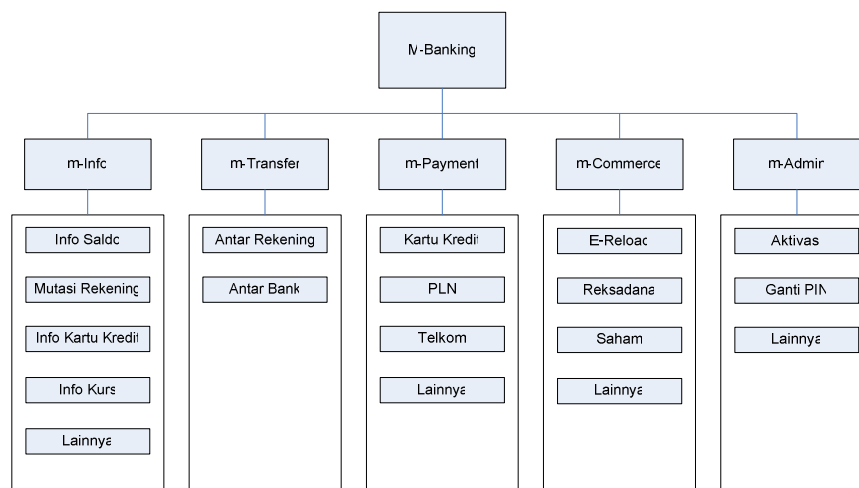 M-Banking
m-Info
m-Transfer
m-Payment
m-Commerce
m-Admin
Info Saldo
Mutasi Rekening
Info Kartu Kredit
Info Kurs
Lainnya
Antar Rekening
Antar Bank
Kartu Kredit
PLN
Telkom
Lainnya
E-Reload
Reksadana
Saham
Lainnya
Aktivasi
Ganti PIN
Lainnya